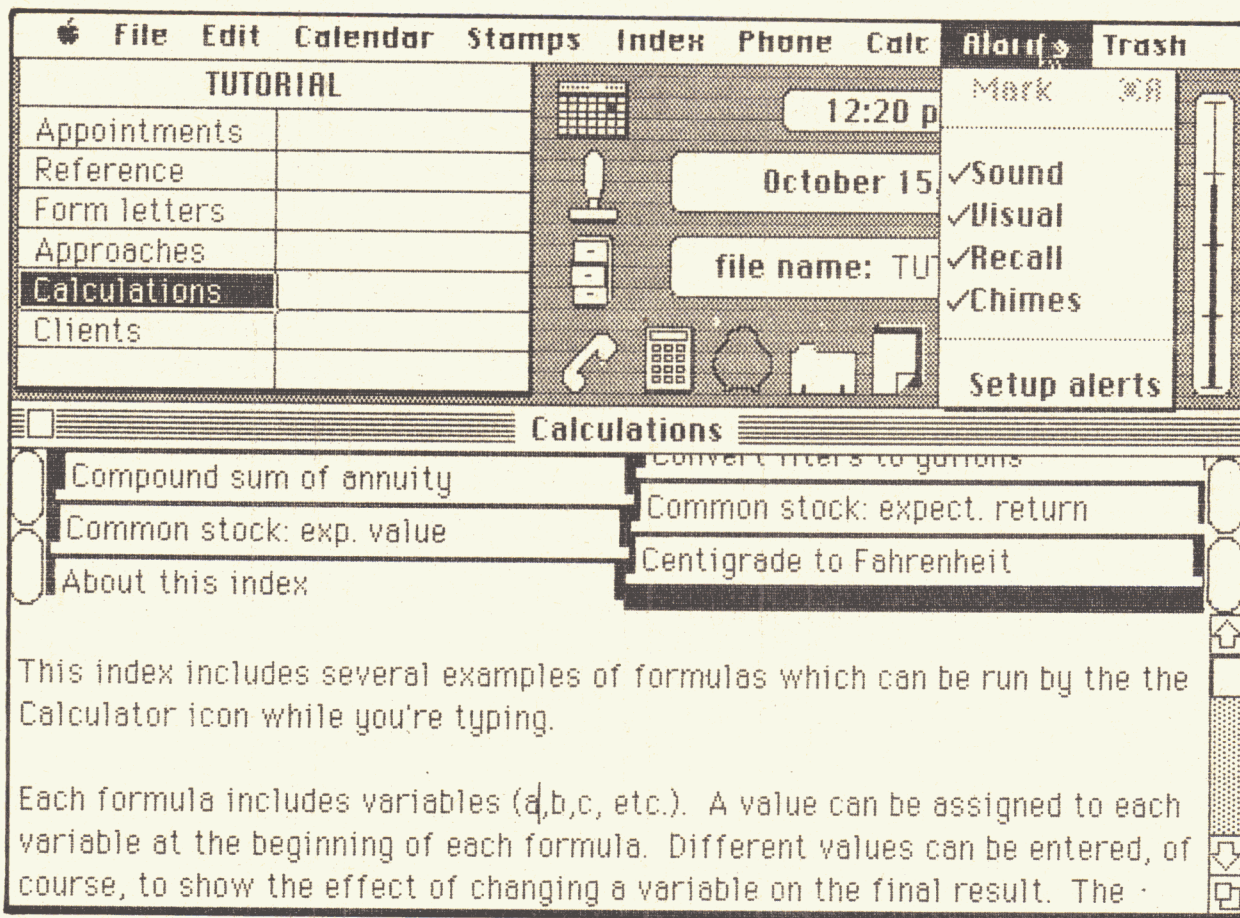 File Edit Calendar Stamps Index Phone Calc Alarms Trash
TUTORIAL
Appointments
Reference
Form letters
Approaches
Calculations
Clients
12:20 p
October 15,
file name: TUT
Mark ⌘A
✓Sound
✓Visual
✓Recall
✓Chimes
Setup alerts
Calculations
Compound sum of annuity
Common stock: exp. value
About this index
Convert liters to gallons
Common stock: expect. return
Centigrade to Fahrenheit
This index includes several examples of formulas which can be run by the the
Calculator icon while you're typing.
Each formula includes variables (a,b,c, etc.). A value can be assigned to each
variable at the beginning of each formula. Different values can be entered, of
course, to show the effect of changing a variable on the final result. The